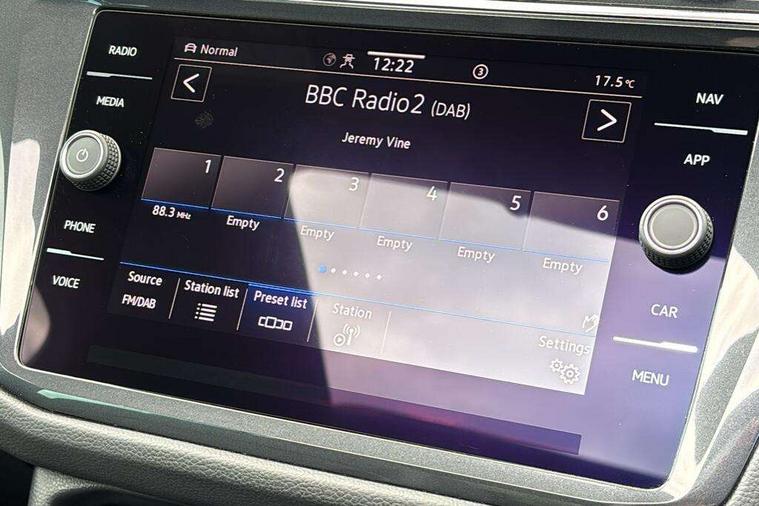 RADIO
MEDIA
PHONE
VOICE
Normal
12:22
3
17.5°C
BBC Radio2 (DAB)
Jeremy Vine
1 2 3 4 5 6
88.3 MHz Empty Empty Empty Empty Empty
Source Station list Preset list Station
FM/DAB
Settings
NAV
APP
CAR
MENU